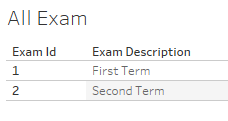 All Exam
Exam Id Exam Description
1 First Term
2 Second Term